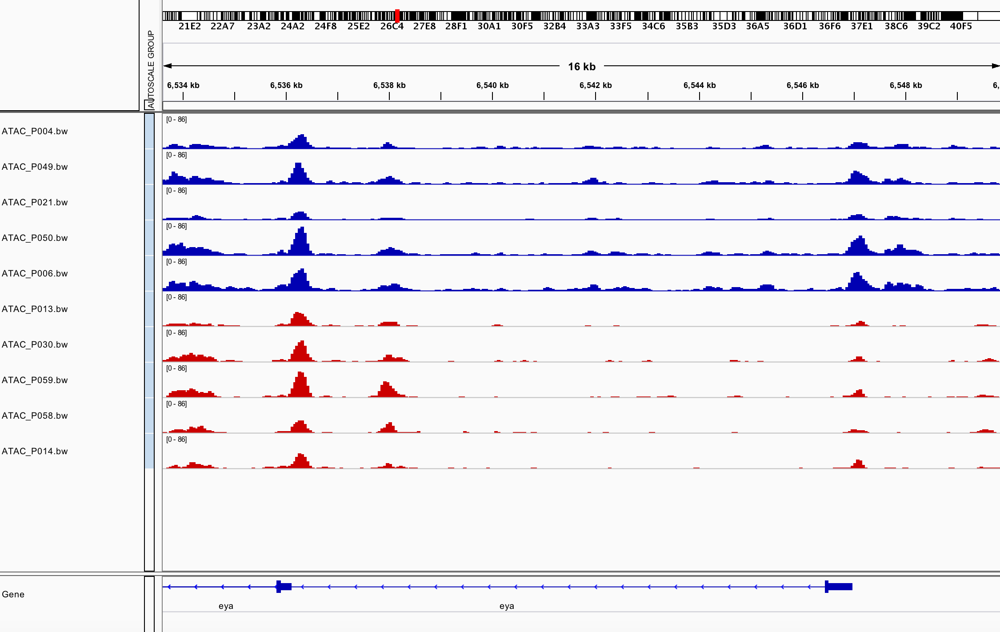 21E2 22A7 23A2 24A2 24F8 25E2 26C4 27E8 28F1 30A1 30F5 32B4 33A3 33F5 34C6 35B3 35D3 36A5 36D1 36F6 37E1 38C6 39C2 40F5
AUTOSCALE GROUP
16 kb
6,534 kb 6,536 kb 6,538 kb 6,540 kb 6,542 kb 6,544 kb 6,546 kb 6,548 kb 6,
[0 - 86]
ATAC_P004.bw
[0 - 86]
ATAC_P049.bw
[0 - 86]
ATAC_P021.bw
[0 - 86]
ATAC_P050.bw
[0 - 86]
ATAC_P006.bw
[0 - 86]
ATAC_P013.bw
[0 - 86]
ATAC_P030.bw
[0 - 86]
ATAC_P059.bw
[0 - 86]
ATAC_P058.bw
[0 - 86]
ATAC_P014.bw
Gene
eya eya